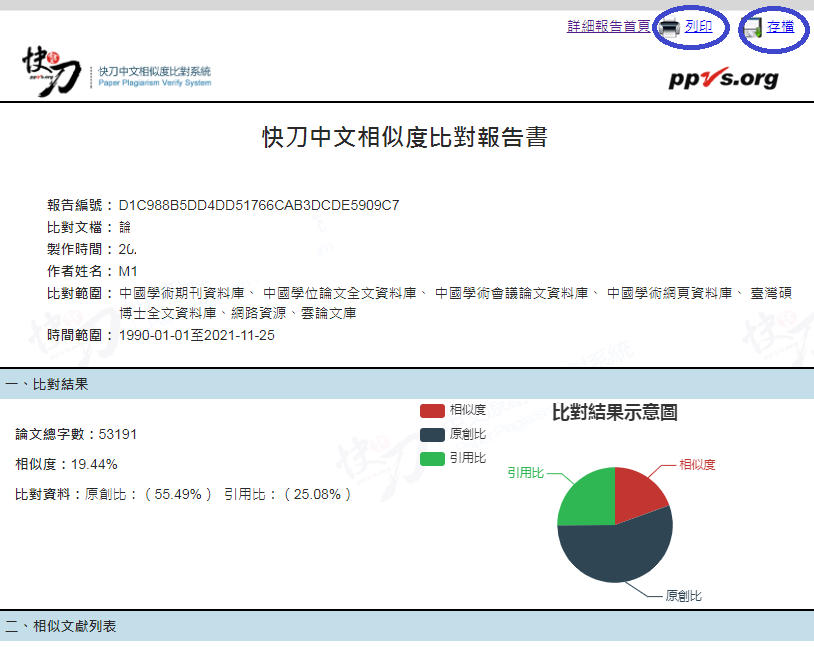 詳細報告首頁 列印 存檔
快刀 快刀中文相似度比對系統
Paper Plagiarism Verify System
ppvs.org
快刀中文相似度比對報告書
報告編號：D1C988B5DD4DD51766CAB3DCDE5909C7
比對文檔：論
製作時間：20
作者姓名：M1
比對範圍：中國學術期刊資料庫、 中國學位論文全文資料庫、 中國學術會議論文資料庫、 中國學術網頁資料庫、 臺灣碩
博士全文資料庫、網路資源、雲論文庫
時間範圍：1990-01-01至2021-11-25
一、比對結果
論文總字數：53191
相似度：19.44%
比對資料：原創比：（55.49%） 引用比：（25.08%）
相似度
原創比
引用比
比對結果示意圖
引用比
相似度
原創比
二、相似文獻列表